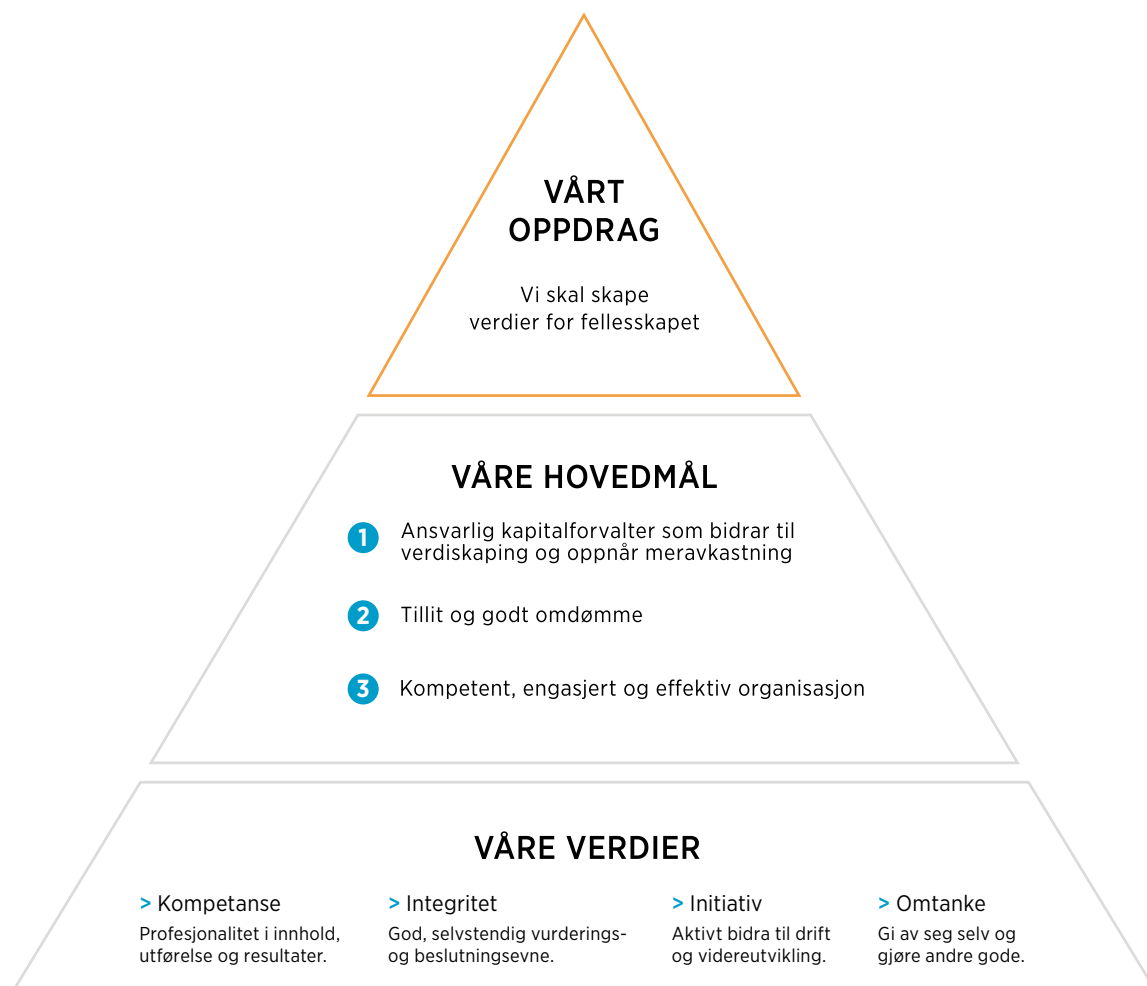 VÅRT
OPPDRAG
Vi skal skape
verdier for fellesskapet
VÅRE HOVEDMÅL
1 Ansvarlig kapitalforvalter som bidrar til
verdiskaping og oppnår meravkastning
2 Tillit og godt omdømme
3 Kompetent, engasjert og effektiv organisasjon
VÅRE VERDIER
> Kompetanse
Profesjonalitet i innhold,
utførelse og resultater.
> Integritet
God, selvstendig vurderings-
og beslutningsevne.
> Initiativ
Aktivt bidra til drift
og videreutvikling.
> Omtanke
Gi av seg selv og
gjøre andre gode.